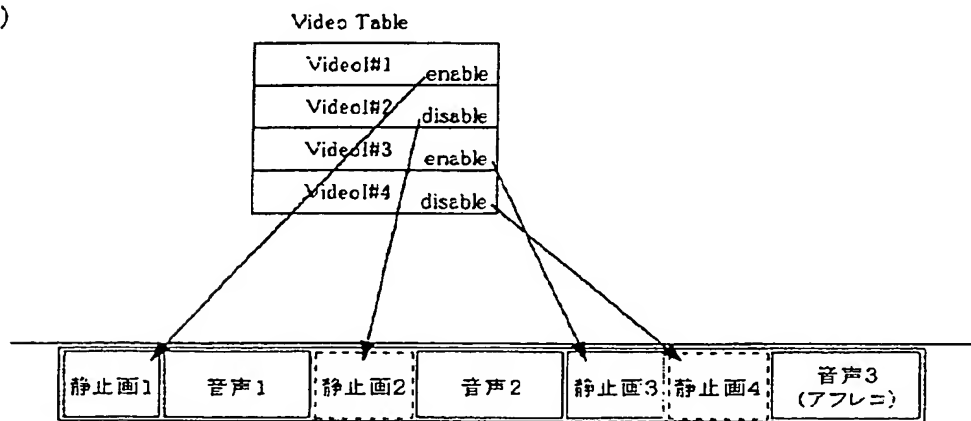 )
Video Table
VideoI#1 enable
VideoI#2 disable
VideoI#3 enable
VideoI#4 disable
静止画1 音声1 静止画2 音声2 静止画3 静止画4 音声3
(アフレコ)